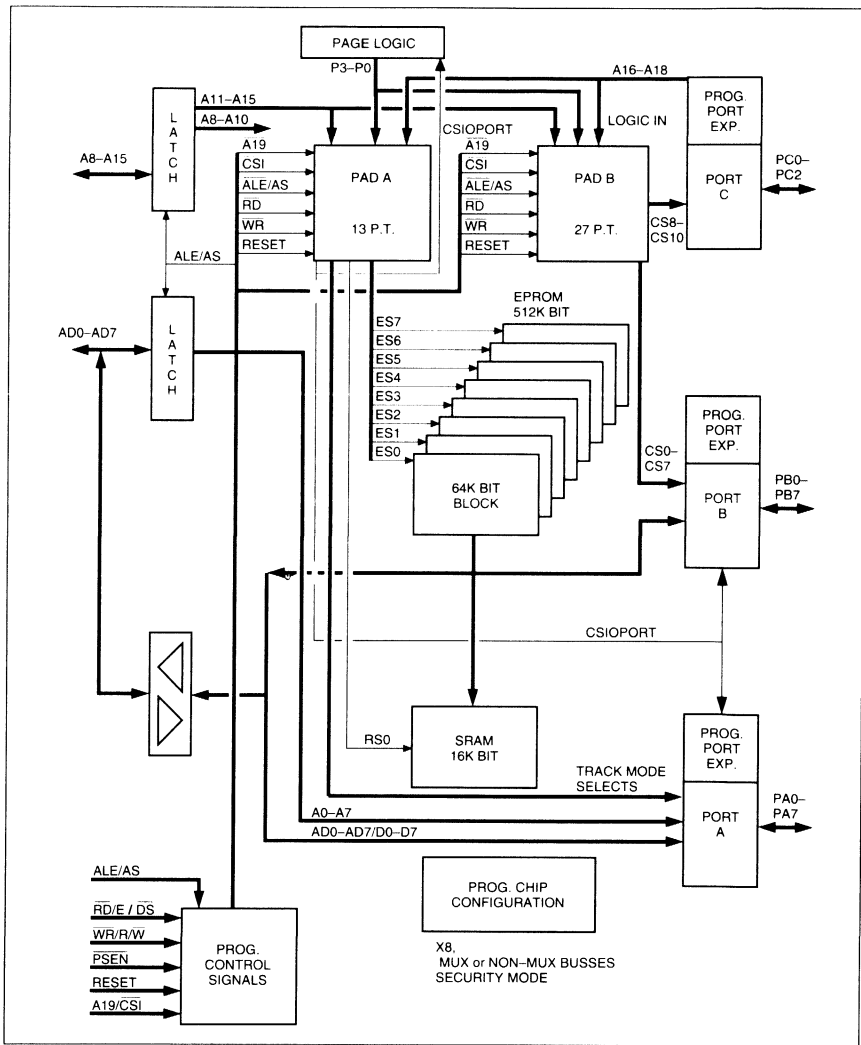 PAGE LOGIC
P3–P0
A16–A18
A11–A15
A8–A10
LATCH
A8–A15
CSIOPORT
LOGIC IN
PROG.
PORT
EXP.
PORT
C
PC0–
PC2
A19
CSI
ALE/AS
RD
WR
RESET
PAD A
13 P.T.
A19
CSI
ALE/AS
RD
WR
RESET
PAD B
27 P.T.
CS8–
CS10
ALE/AS
AD0–AD7
LATCH
EPROM
512K BIT
ES7
ES6
ES5
ES4
ES3
ES2
ES1
ES0
64K BIT
BLOCK
CS0–
CS7
PROG.
PORT
EXP.
PORT
B
PB0–
PB7
CSIOPORT
RS0
SRAM
16K BIT
TRACK MODE
SELECTS
A0–A7
AD0–AD7/D0–D7
PROG.
PORT
EXP.
PORT
A
PA0–
PA7
ALE/AS
RD/E / DS
WR/R/W
PSEN
RESET
A19/CSI
PROG.
CONTROL
SIGNALS
PROG. CHIP
CONFIGURATION
X8,
MUX or NON–MUX BUSSES
SECURITY MODE